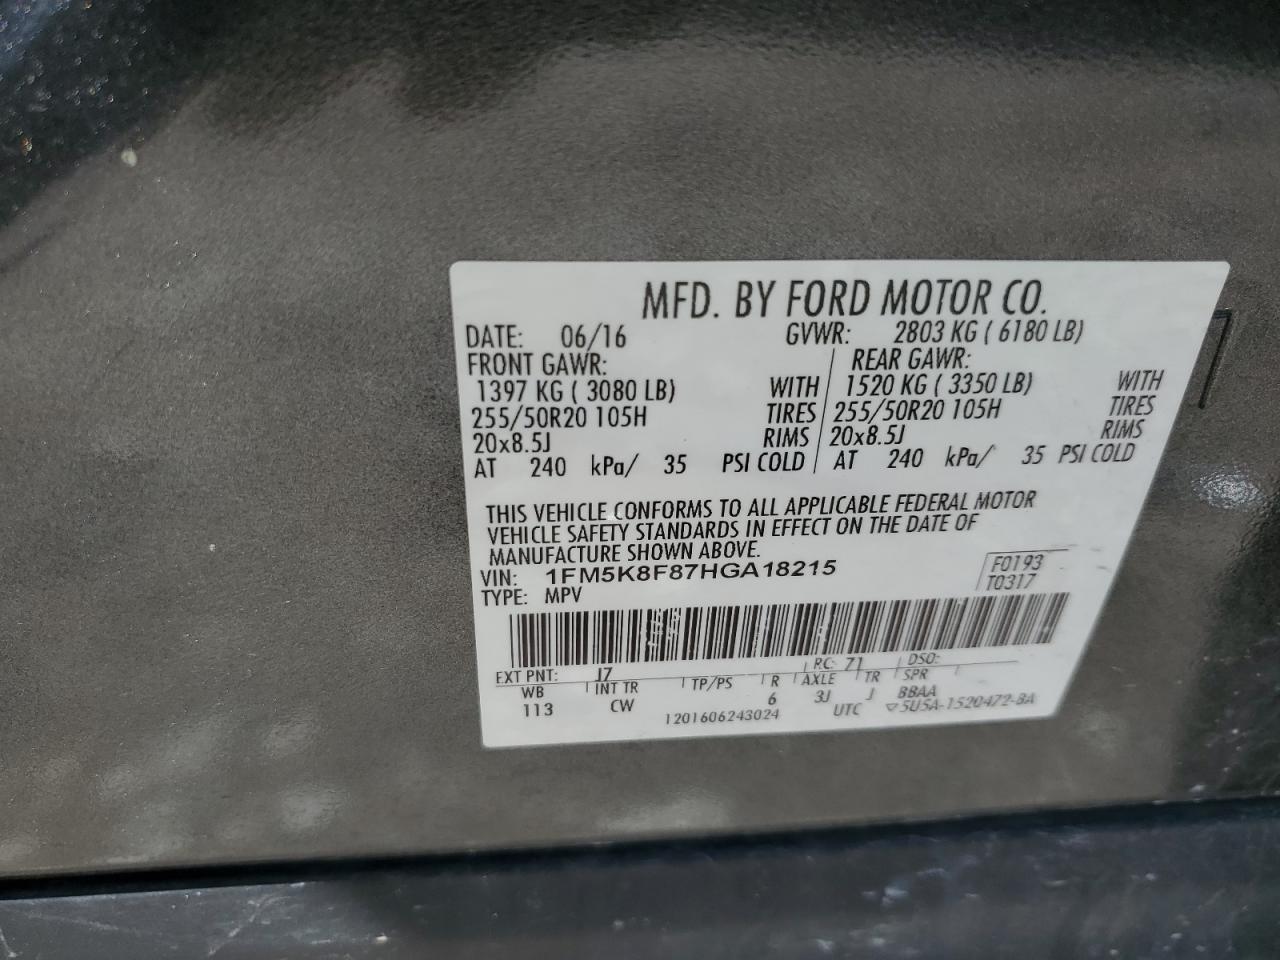 MFD. BY FORD MOTOR CO.
DATE: 06/16 GVWR: 2803 KG ( 6180 LB)
FRONT GAWR: REAR GAWR:
1397 KG ( 3080 LB) WITH 1520 KG ( 3350 LB) WITH
255/50R20 105H TIRES 255/50R20 105H TIRES
20x8.5J RIMS 20x8.5J RIMS
AT 240 kPa/ 35 PSI COLD AT 240 kPa/ 35 PSI COLD
THIS VEHICLE CONFORMS TO ALL APPLICABLE FEDERAL MOTOR
VEHICLE SAFETY STANDARDS IN EFFECT ON THE DATE OF
MANUFACTURE SHOWN ABOVE.
VIN: 1FM5K8F87HGA18215 F0193
TYPE: MPV T0317
EXT PNT: J7 RC: 71 DSO:
WB INT TR TP/PS R AXLE TR SPR
113 CW 6 3J J BBAA
1201606243024 UTC ▽5U5A-1520472-BA